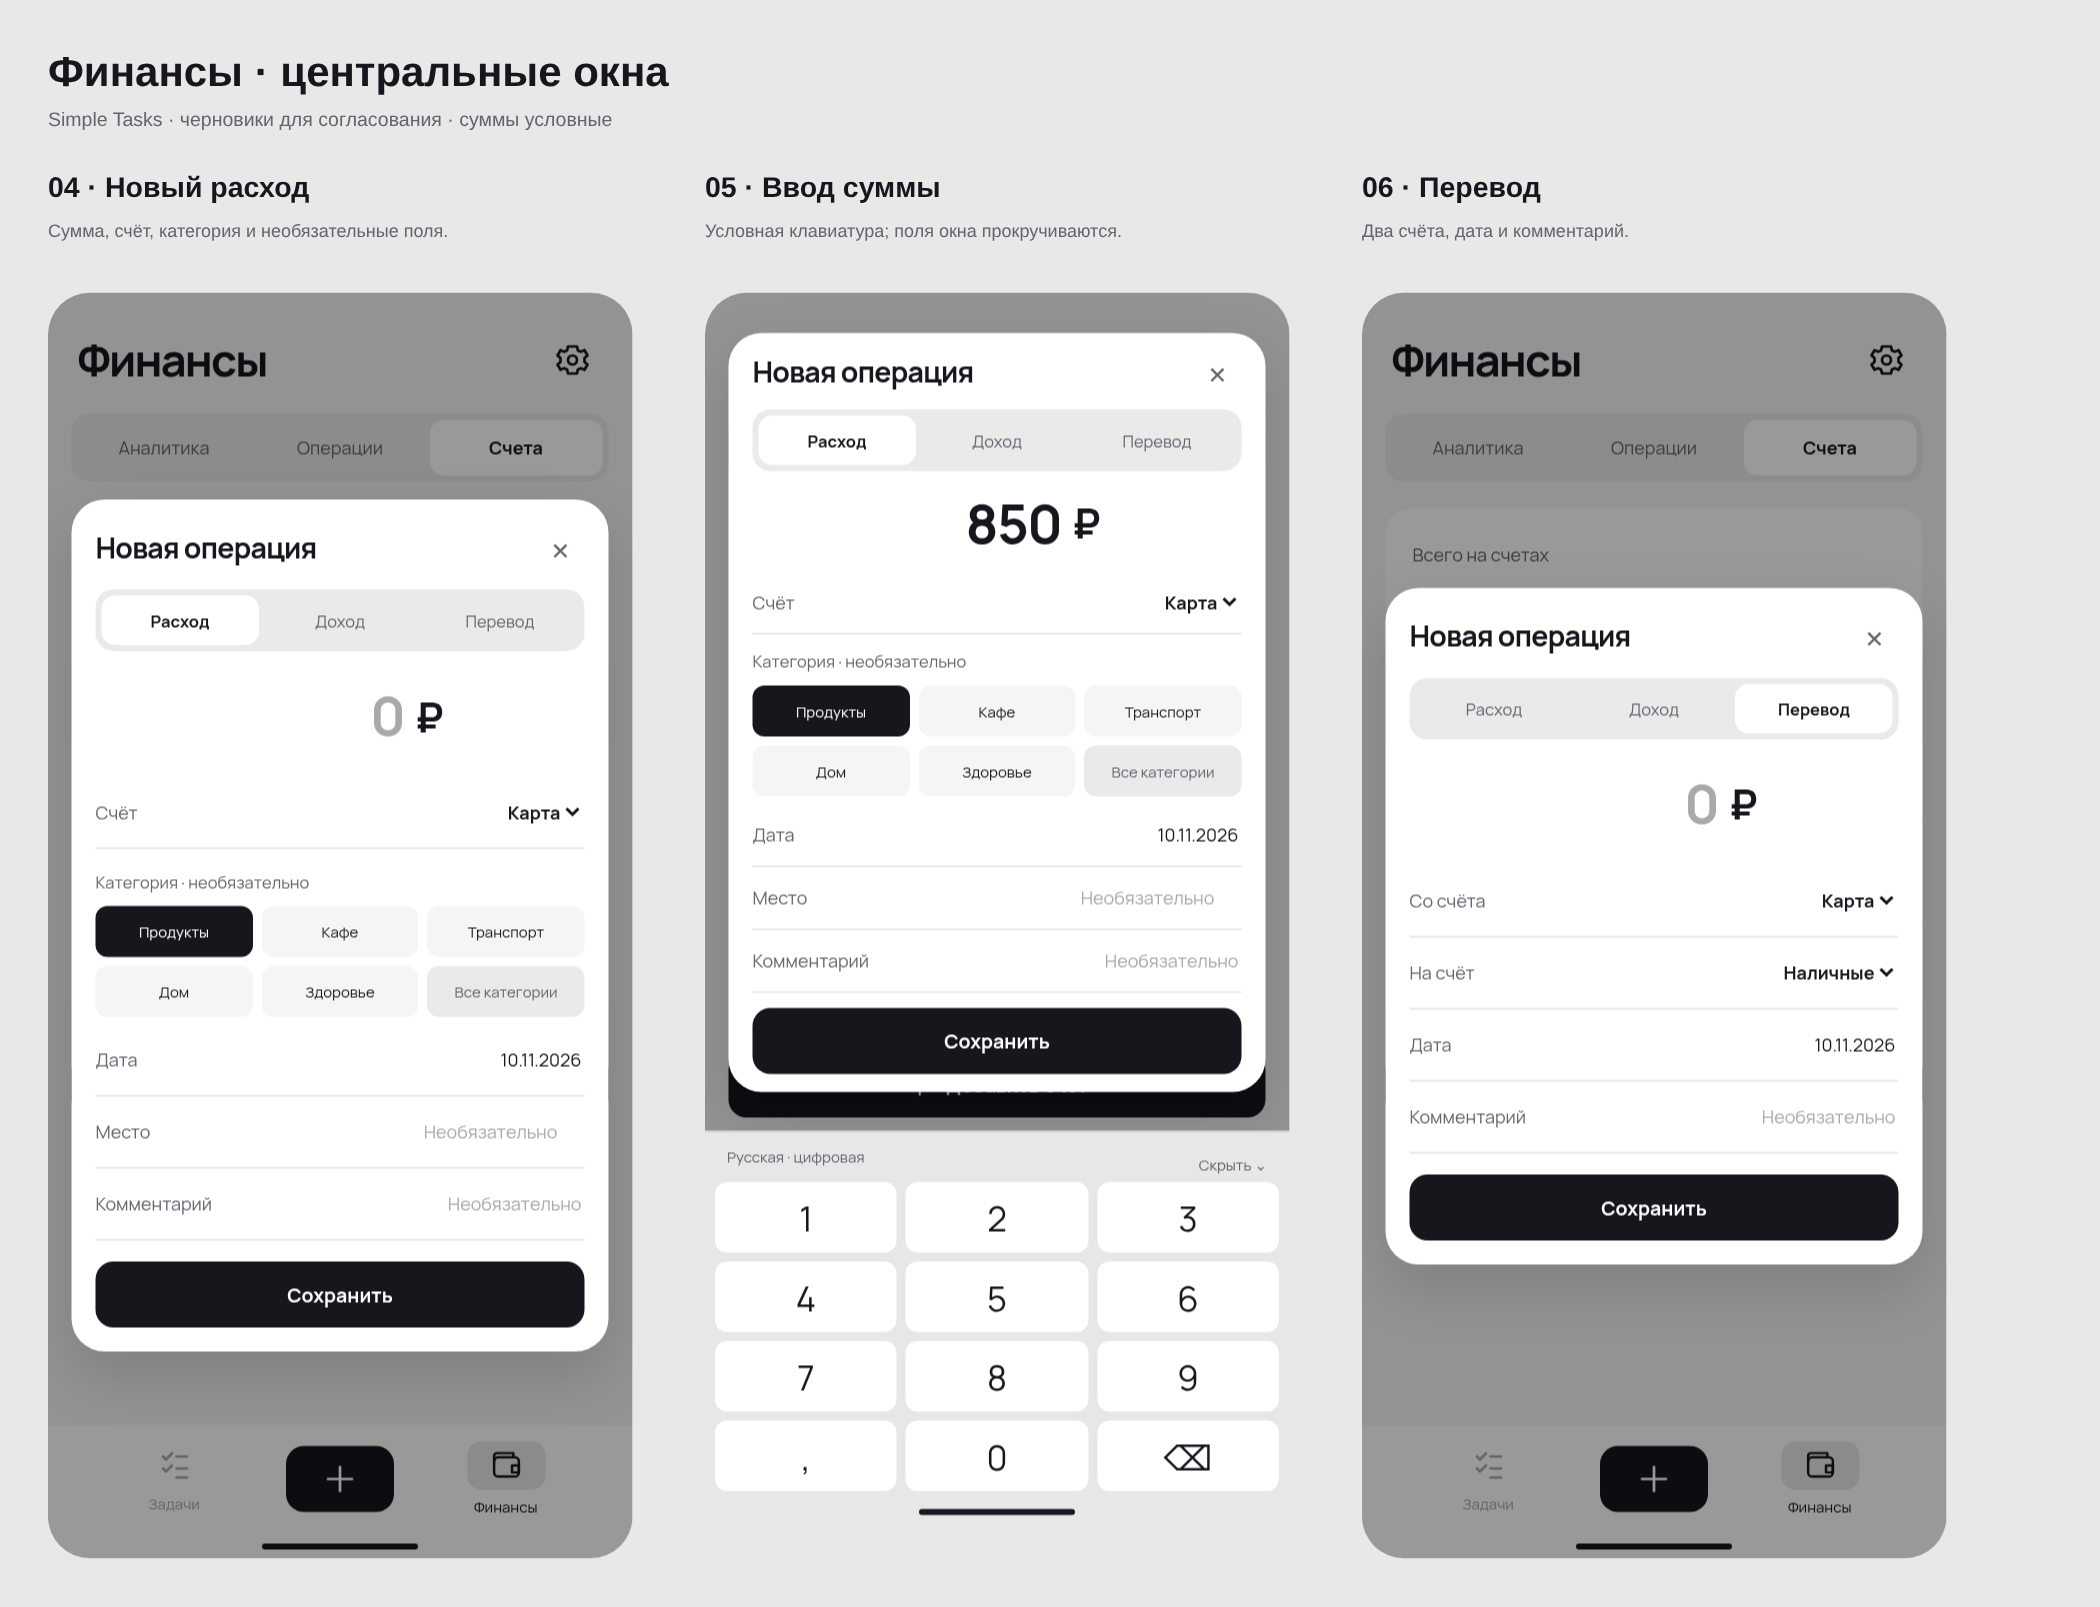 Финансы · центральные окна
Simple Tasks · черновики для согласования · суммы условные
04 · Новый расход
Сумма, счёт, категория и необязательные поля.
Финансы
Аналитика Операции Счета
Новая операция ×
Расход Доход Перевод
0 ₽
Счёт Карта
Категория · необязательно
Продукты Кафе Транспорт
Дом Здоровье Все категории
Дата 10.11.2026
Место Необязательно
Комментарий Необязательно
Сохранить
Задачи + Финансы
05 · Ввод суммы
Условная клавиатура; поля окна прокручиваются.
Новая операция ×
Расход Доход Перевод
850 ₽
Счёт Карта
Категория · необязательно
Продукты Кафе Транспорт
Дом Здоровье Все категории
Дата 10.11.2026
Место Необязательно
Комментарий Необязательно
Сохранить
Русская · цифровая Скрыть
1 2 3
4 5 6
7 8 9
, 0
06 · Перевод
Два счёта, дата и комментарий.
Финансы
Аналитика Операции Счета
Всего на счетах
Новая операция ×
Расход Доход Перевод
0 ₽
Со счёта Карта
На счёт Наличные
Дата 10.11.2026
Комментарий Необязательно
Сохранить
Задачи + Финансы